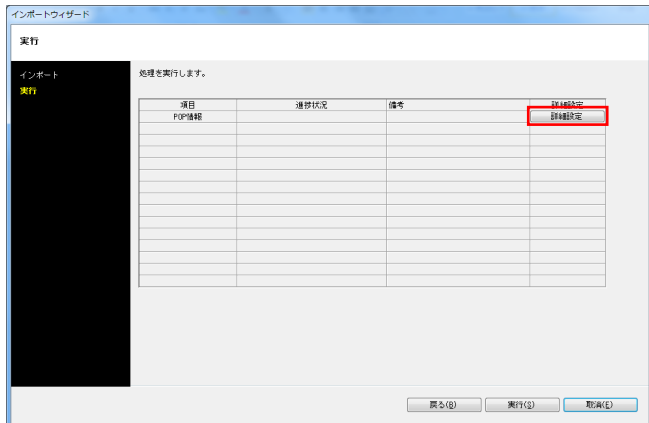 インポートウィザード
実行
インポート
実行
処理を実行します。
項目 進捗状況 備考 詳細設定
POP情報 詳細設定
戻る(B) 実行(S) 取消(E)